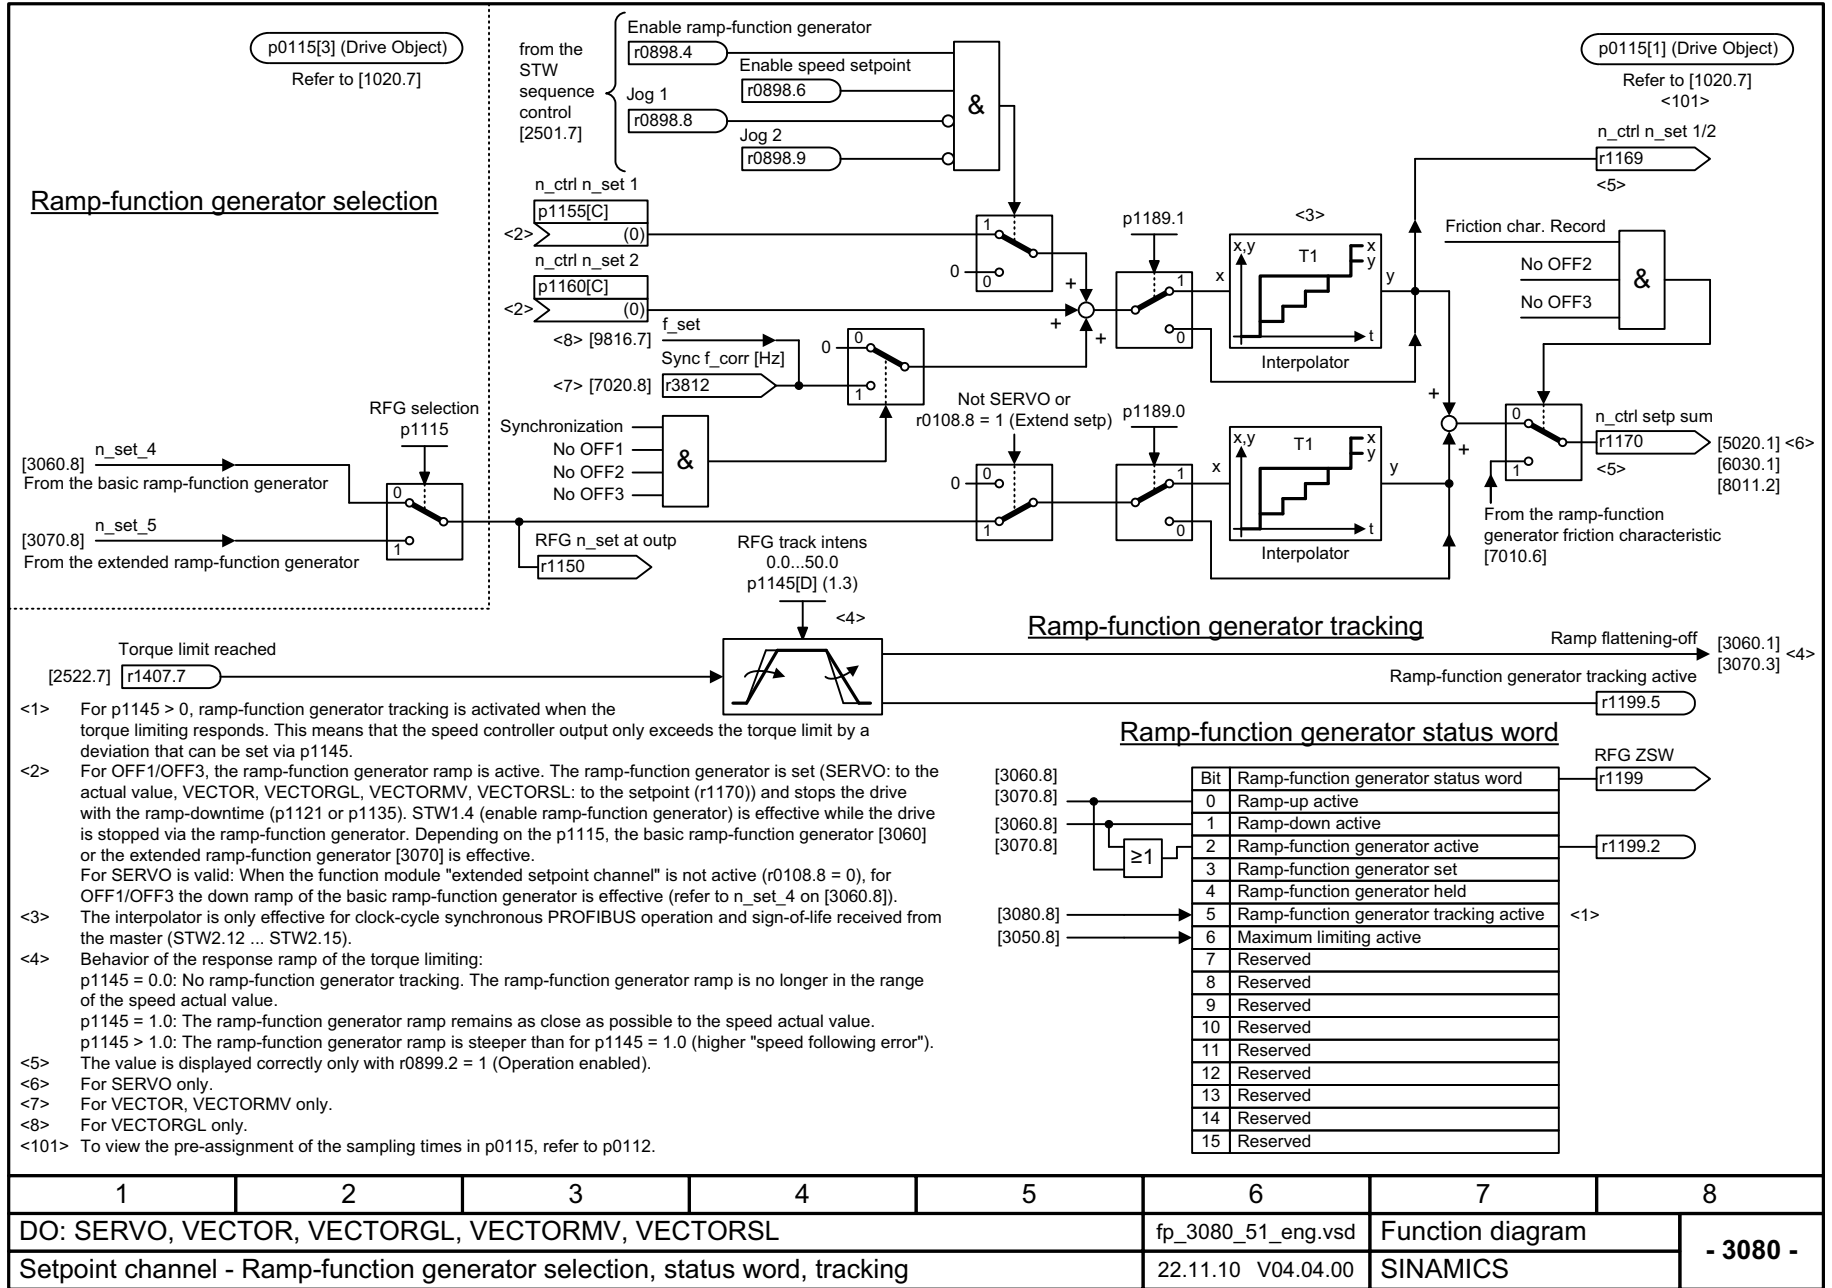 p0115[3] (Drive Object)
Refer to [1020.7]
from the
STW
sequence
control
[2501.7]
Enable ramp-function generator
r0898.4
Enable speed setpoint
r0898.6
Jog 1
r0898.8
Jog 2
r0898.9
&
p0115[1] (Drive Object)
Refer to [1020.7]
<101>
n_ctrl n_set 1/2
r1169
<5>
Ramp-function generator selection
n_ctrl n_set 1
p1155[C]
<2>
(0)
n_ctrl n_set 2
p1160[C]
<2>
(0)
1
0
0
+
+
+
p1189.1
1
0
<3>
x
x,y
T1
x
y
t
y
Interpolator
Friction char. Record
No OFF2
No OFF3
&
<8> [9816.7]
f_set
Sync f_corr [Hz]
<7> [7020.8]
r3812
0
0
1
Synchronization
No OFF1
No OFF2
No OFF3
&
Not SERVO or
r0108.8 = 1 (Extend setp)
0
0
1
p1189.0
1
0
x
x,y
T1
x
y
t
y
Interpolator
+
+
0
1
n_ctrl setp sum
r1170
<5>
[5020.1] <6>
[6030.1]
[8011.2]
From the ramp-function
generator friction characteristic
[7010.6]
RFG selection
p1115
[3060.8]
n_set_4
From the basic ramp-function generator
[3070.8]
n_set_5
From the extended ramp-function generator
0
1
RFG n_set at outp
r1150
RFG track intens
0.0...50.0
p1145[D] (1.3)
<4>
Ramp-function generator tracking
Torque limit reached
[2522.7]
r1407.7
Ramp flattening-off
[3060.1]
[3070.3]
<4>
Ramp-function generator tracking active
r1199.5
<1> For p1145 > 0, ramp-function generator tracking is activated when the
torque limiting responds. This means that the speed controller output only exceeds the torque limit by a
deviation that can be set via p1145.
<2> For OFF1/OFF3, the ramp-function generator ramp is active. The ramp-function generator is set (SERVO: to the
actual value, VECTOR, VECTORGL, VECTORMV, VECTORSL: to the setpoint (r1170)) and stops the drive
with the ramp-downtime (p1121 or p1135). STW1.4 (enable ramp-function generator) is effective while the drive
is stopped via the ramp-function generator. Depending on the p1115, the basic ramp-function generator [3060]
or the extended ramp-function generator [3070] is effective.
For SERVO is valid: When the function module "extended setpoint channel" is not active (r0108.8 = 0), for
OFF1/OFF3 the down ramp of the basic ramp-function generator is effective (refer to n_set_4 on [3060.8]).
<3> The interpolator is only effective for clock-cycle synchronous PROFIBUS operation and sign-of-life received from
the master (STW2.12 ... STW2.15).
<4> Behavior of the response ramp of the torque limiting:
p1145 = 0.0: No ramp-function generator tracking. The ramp-function generator ramp is no longer in the range
of the speed actual value.
p1145 = 1.0: The ramp-function generator ramp remains as close as possible to the speed actual value.
p1145 > 1.0: The ramp-function generator ramp is steeper than for p1145 = 1.0 (higher "speed following error").
<5> The value is displayed correctly only with r0899.2 = 1 (Operation enabled).
<6> For SERVO only.
<7> For VECTOR, VECTORMV only.
<8> For VECTORGL only.
<101> To view the pre-assignment of the sampling times in p0115, refer to p0112.
Ramp-function generator status word
RFG ZSW
r1199
[3060.8]
[3070.8]
[3060.8]
[3070.8]
≥1
r1199.2
[3080.8]
[3050.8]
<1>
Bit Ramp-function generator status word
0 Ramp-up active
1 Ramp-down active
2 Ramp-function generator active
3 Ramp-function generator set
4 Ramp-function generator held
5 Ramp-function generator tracking active
6 Maximum limiting active
7 Reserved
8 Reserved
9 Reserved
10 Reserved
11 Reserved
12 Reserved
13 Reserved
14 Reserved
15 Reserved
1 2 3 4 5 6 7 8
DO: SERVO, VECTOR, VECTORGL, VECTORMV, VECTORSL
fp_3080_51_eng.vsd
Function diagram
- 3080 -
Setpoint channel - Ramp-function generator selection, status word, tracking
22.11.10 V04.04.00
SINAMICS